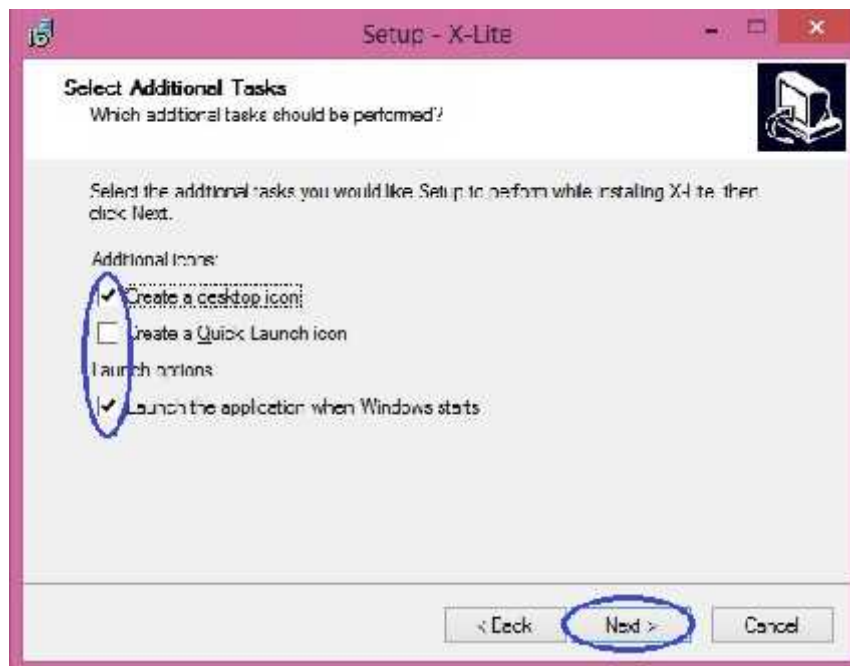 Setup - X-Lite
Select Additional Tasks
Which additional tasks should be performed?
Select the additional tasks you would like Setup to perform while installing X-Lite, then
click Next.
Additional icons:
Create a desktop icon
Create a Quick Launch icon
Launch options
Launch the application when Windows starts
< Back
Next >
Cancel